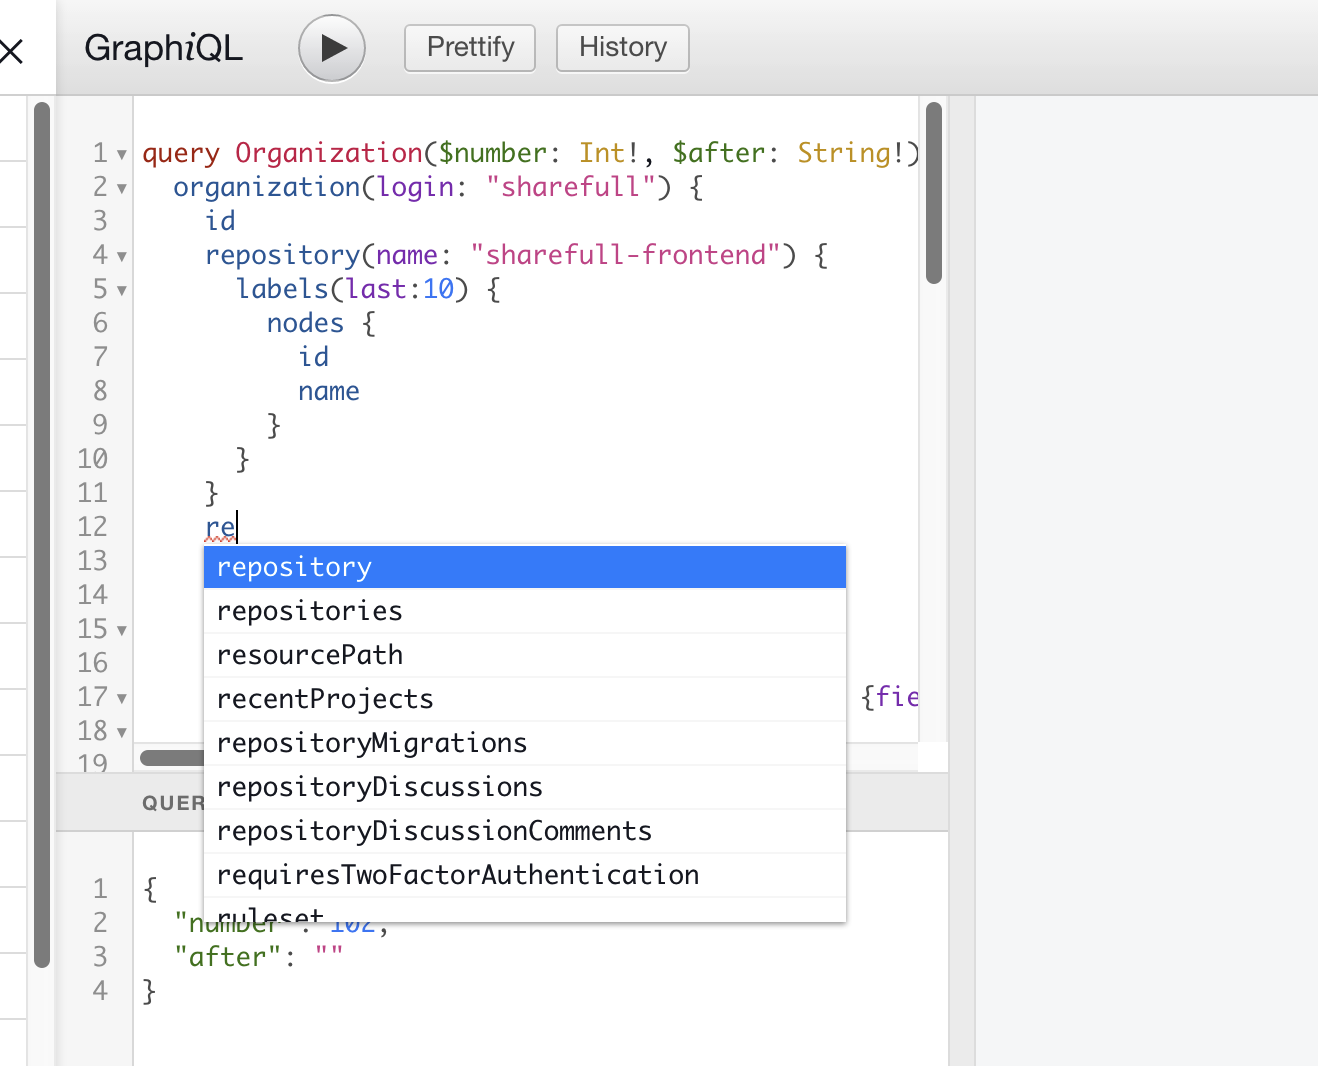 GraphiQL
Prettify
History
1 query Organization($number: Int!, $after: String!)
2 organization(login: "sharefull") {
3 id
4 repository(name: "sharefull-frontend") {
5 labels(last:10) {
6 nodes {
7 id
8 name
9 }
10 }
11 }
12 re
13
14
15
16
17 {fie
18
19
repository
repositories
resourcePath
recentProjects
repositoryMigrations
repositoryDiscussions
repositoryDiscussionComments
requiresTwoFactorAuthentication
ruleset
QUER
1 {
2 "number": 102,
3 "after": ""
4 }